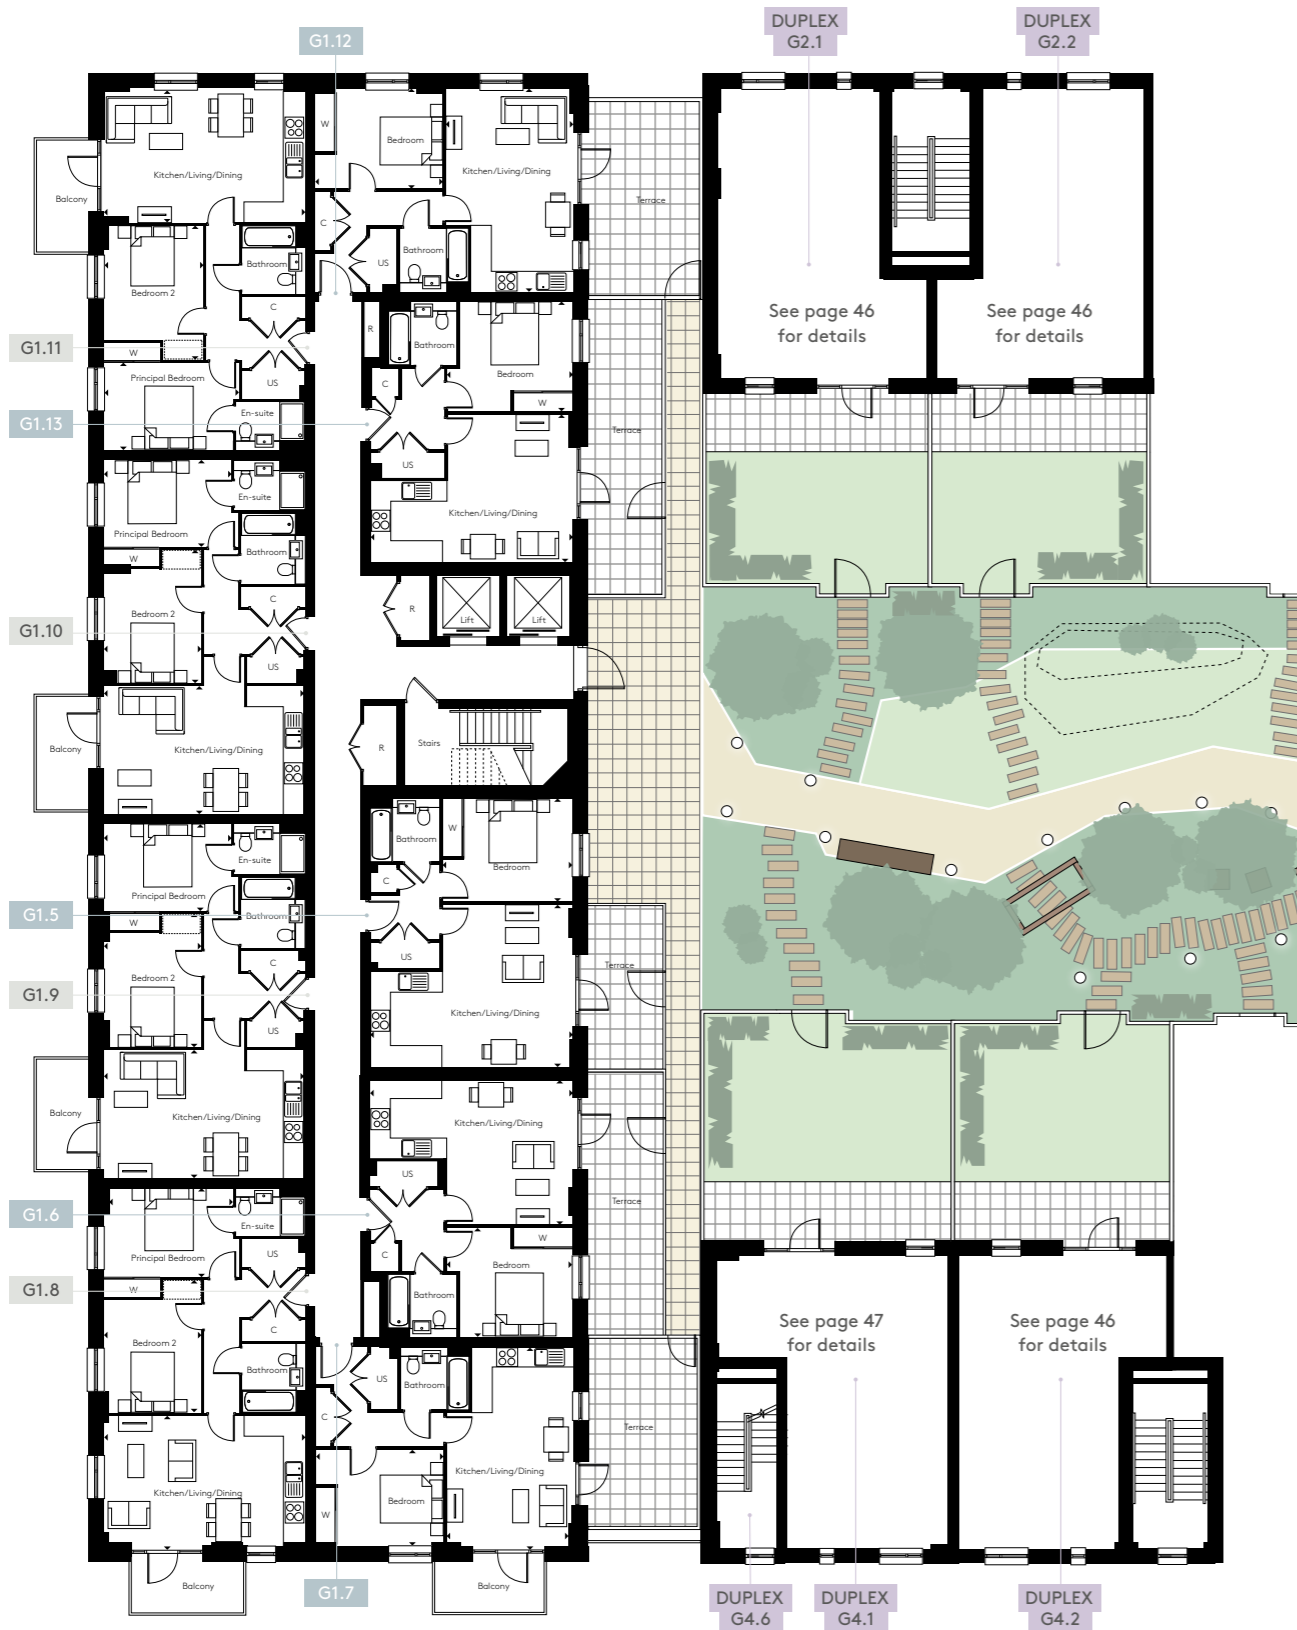 DUPLEX
G2.1
DUPLEX
G2.2
G1.12
W
Bedroom
Kitchen/Living/Dining
Kitchen/Living/Dining
Balcony
Terrace
C
Bathroom
US
Bathroom
Bedroom 2
C
G1.11
W
US
Principal Bedroom
En-suite
R
Bathroom
Bedroom
C
W
See page 46
for details
See page 46
for details
G1.13
Terrace
US
Kitchen/Living/Dining
En-suite
Principal Bedroom
Bathroom
W
C
Bedroom 2
G1.10
US
R
Lift
Lift
Balcony
Kitchen/Living/Dining
R
Stairs
Bathroom
W
Bedroom
C
En-suite
Principal Bedroom
G1.5
Bathroom
W
US
Terrace
C
Bedroom 2
G1.9
US
Kitchen/Living/Dining
Balcony
Kitchen/Living/Dining
Kitchen/Living/Dining
US
Terrace
G1.6
En-suite
Principal Bedroom
US
C
W
Bedroom
G1.8
W
C
Bathroom
Bedroom 2
Bathroom
See page 47
for details
See page 46
for details
US
Bathroom
C
Terrace
Kitchen/Living/Dining
Kitchen/Living/Dining
Bedroom
W
Balcony
G1.7
Balcony
DUPLEX
G4.6
DUPLEX
G4.1
DUPLEX
G4.2